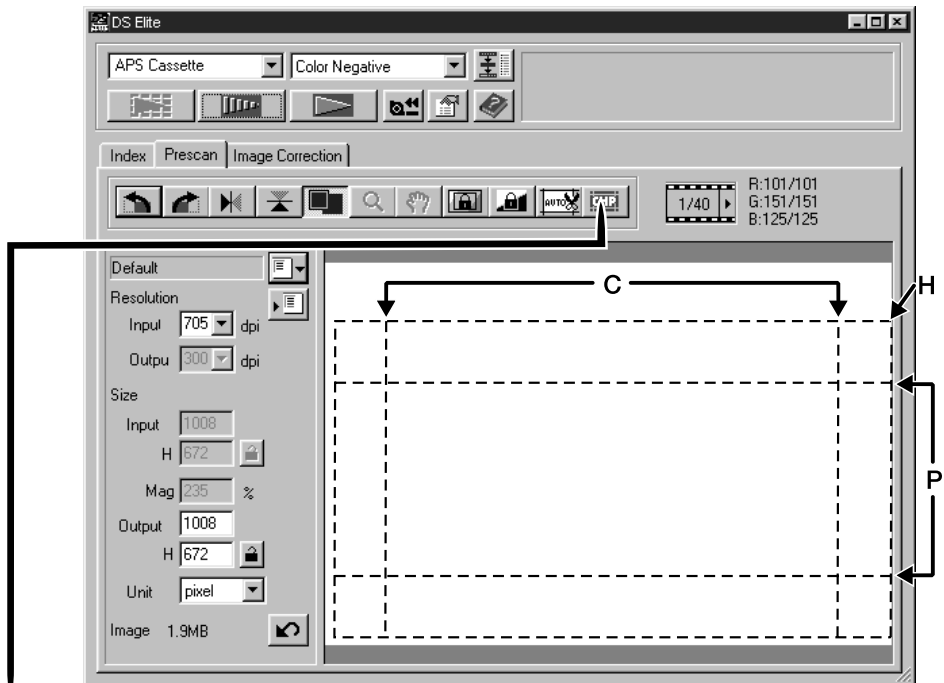 DS Elite
APS Cassette Color Negative
Index Prescan Image Correction
AUTO CHP
1/40
R:101/101
G:151/151
B:125/125
Default
Resolution
Input 705 dpi
Outpu 300 dpi
Size
Input 1008
H 672
Mag 235 %
Output 1008
H 672
Unit pixel
Image 1.9MB
C
H
P